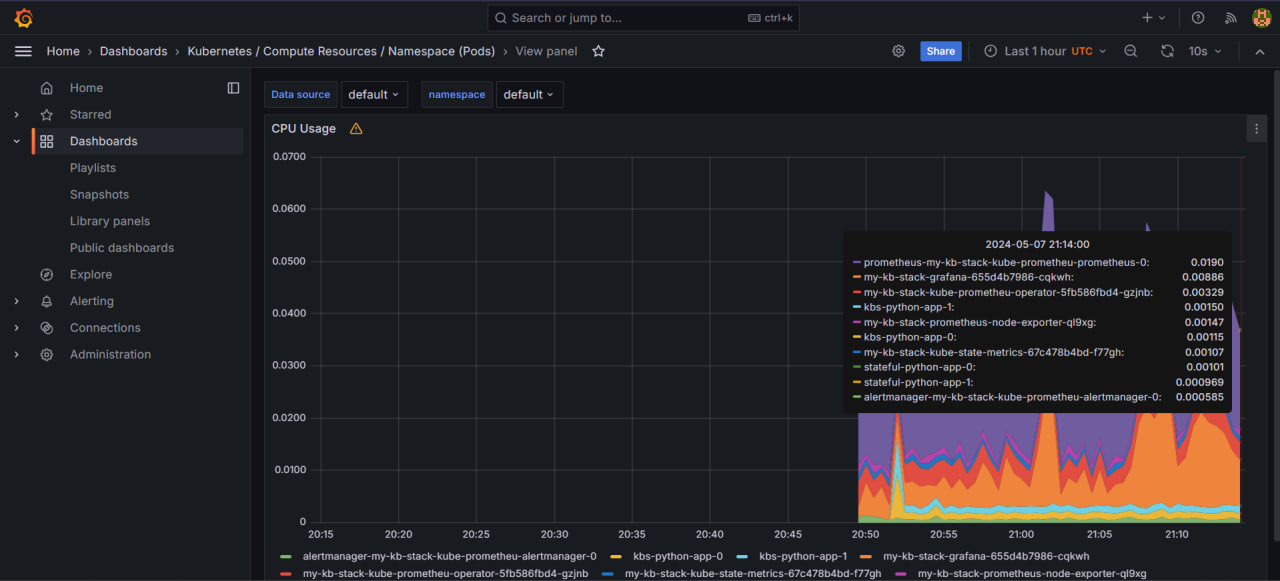 Search or jump to... ctrl+k
Home › Dashboards › Kubernetes / Compute Resources / Namespace (Pods) › View panel
Share
Last 1 hour UTC
10s
Home
Starred
Dashboards
Playlists
Snapshots
Library panels
Public dashboards
Explore
Alerting
Connections
Administration
Data source default namespace default
CPU Usage
0.0700
0.0600
0.0500
0.0400
0.0300
0.0200
0.0100
0
20:15 20:20 20:25 20:30 20:35 20:40 20:45 20:50 20:55 21:00 21:05 21:10
2024-05-07 21:14:00
prometheus-my-kb-stack-kube-prometheu-prometheus-0: 0.0190
my-kb-stack-grafana-655d4b7986-cqkwh: 0.00886
my-kb-stack-kube-prometheu-operator-5fb586fbd4-gzjnb: 0.00329
kbs-python-app-1: 0.00150
my-kb-stack-prometheus-node-exporter-ql9xg: 0.00147
kbs-python-app-0: 0.00115
my-kb-stack-kube-state-metrics-67c478b4bd-f77gh: 0.00107
stateful-python-app-0: 0.00101
stateful-python-app-1: 0.000969
alertmanager-my-kb-stack-kube-prometheu-alertmanager-0: 0.000585
alertmanager-my-kb-stack-kube-prometheu-alertmanager-0 kbs-python-app-0 kbs-python-app-1 my-kb-stack-grafana-655d4b7986-cqkwh
my-kb-stack-kube-prometheu-operator-5fb586fbd4-gzjnb my-kb-stack-kube-state-metrics-67c478b4bd-f77gh my-kb-stack-prometheus-node-exporter-ql9xg